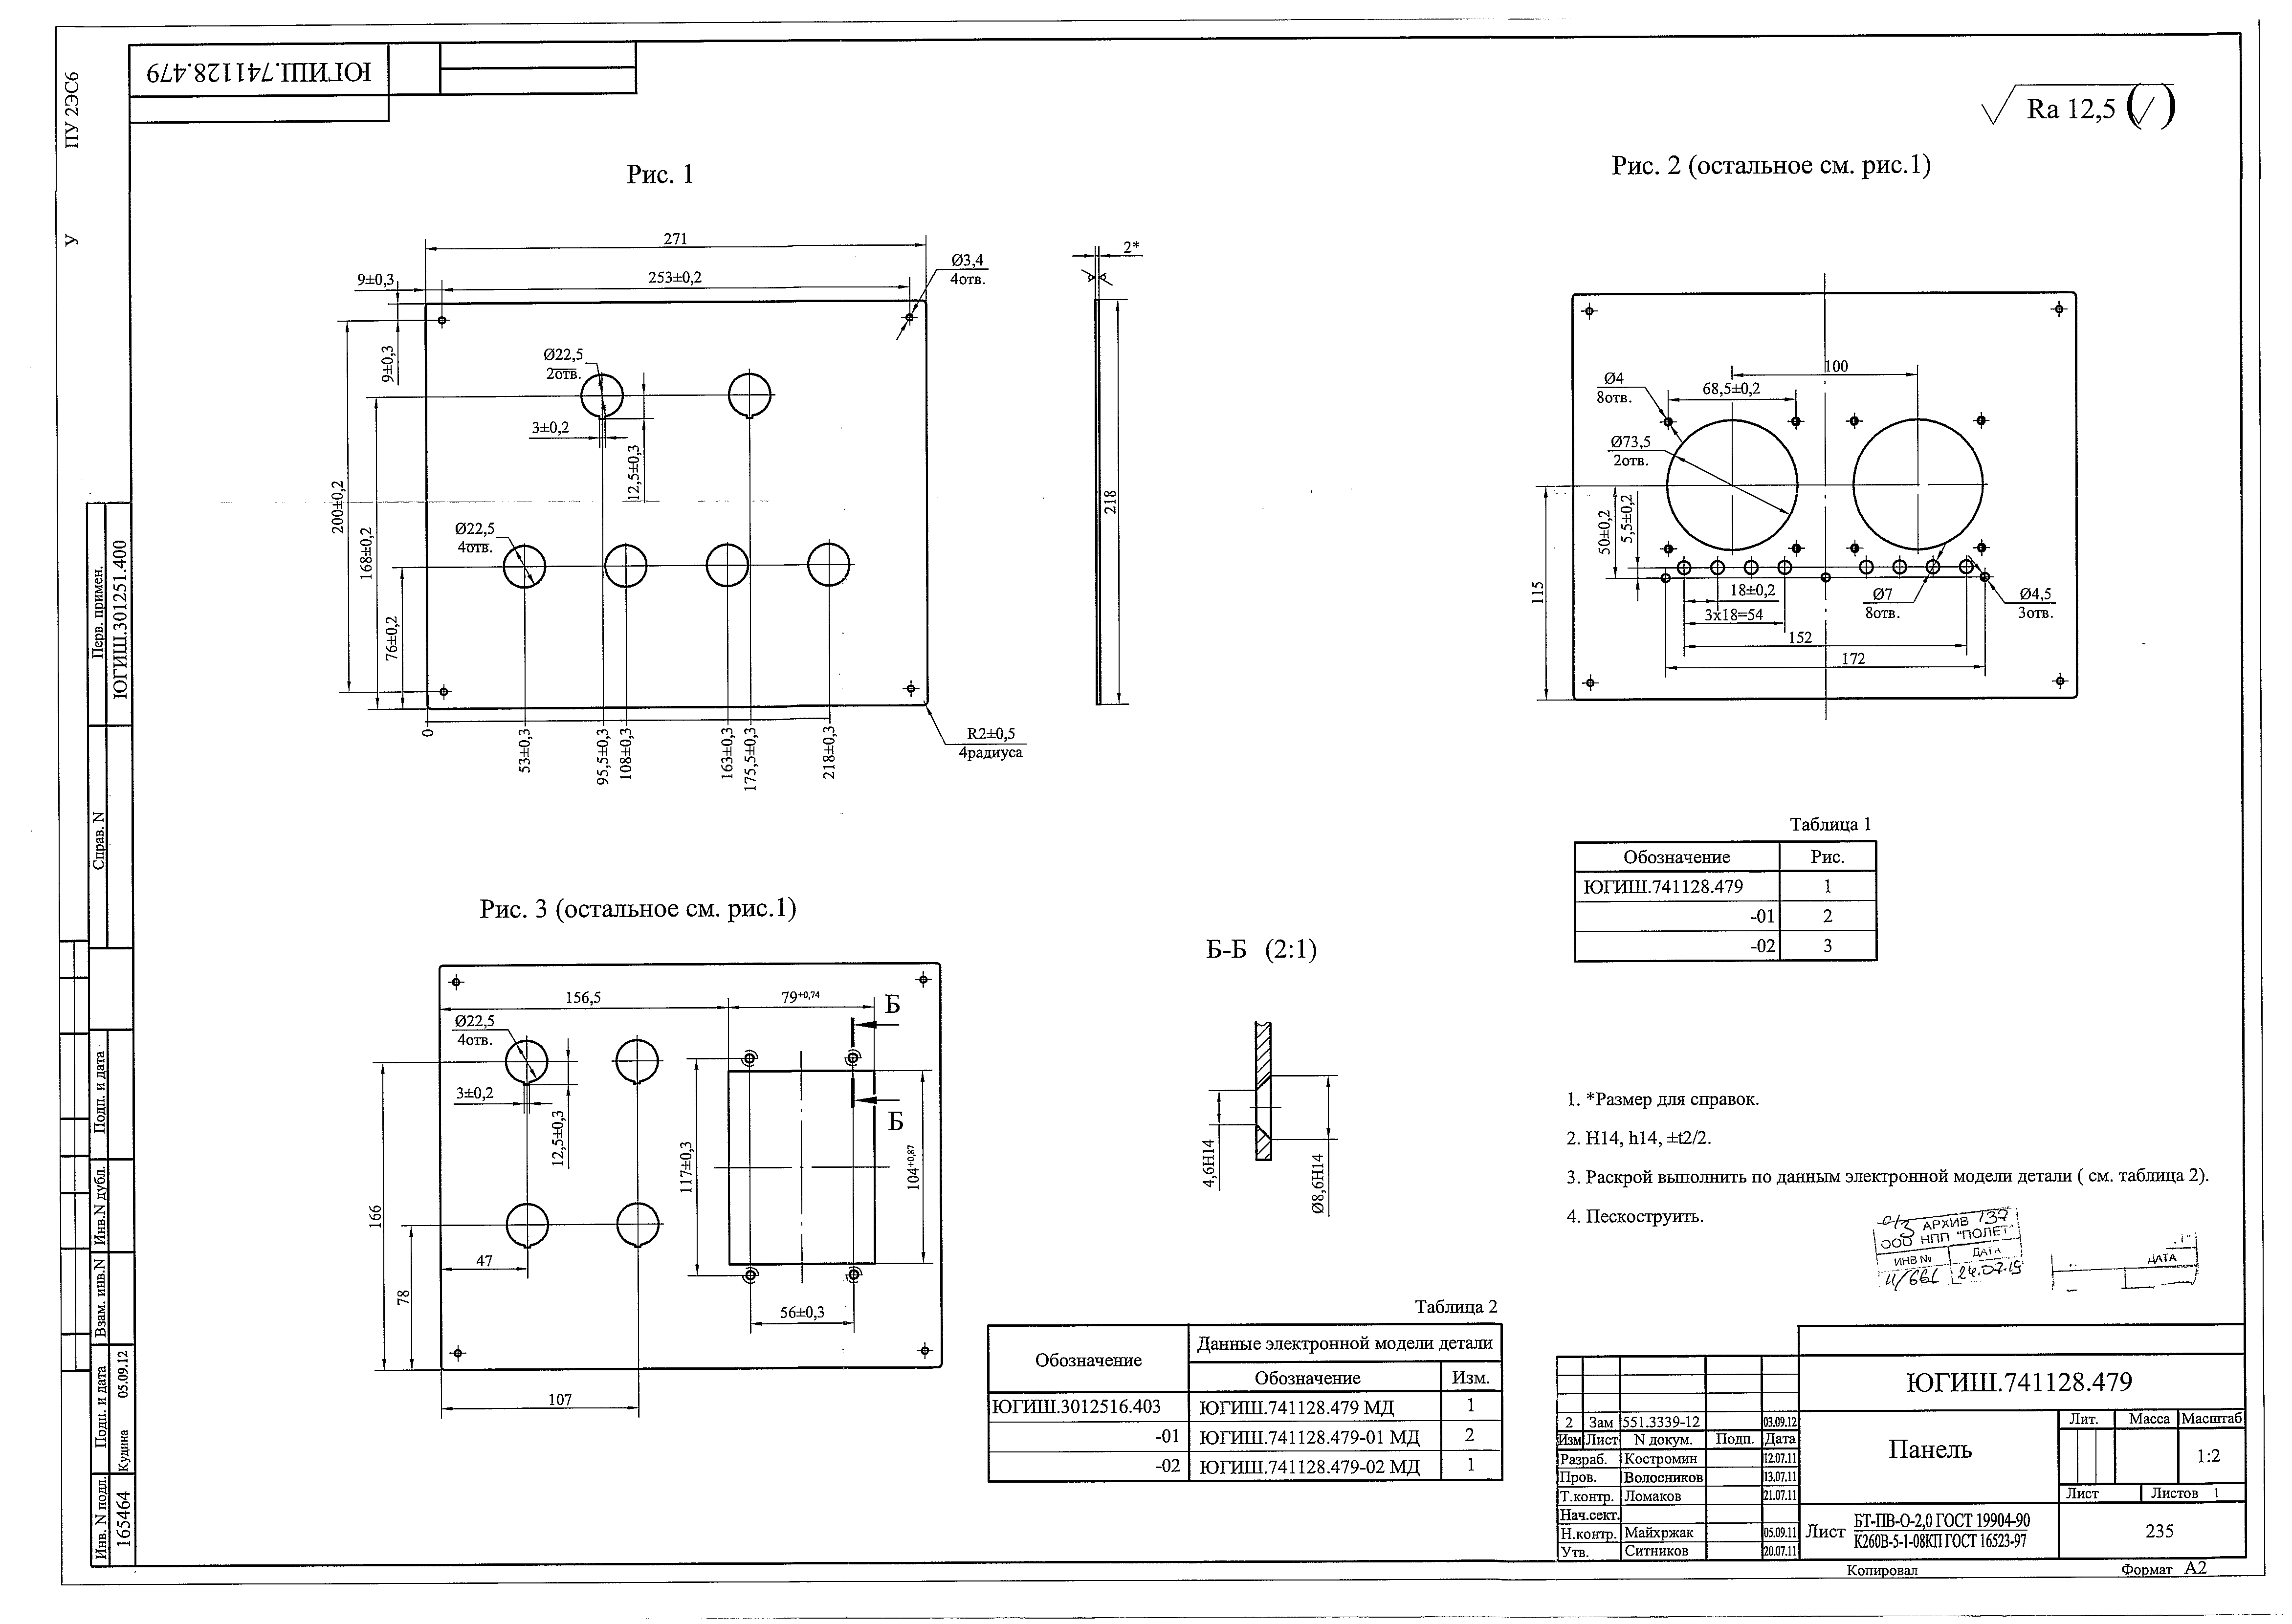 ЮГИШ.741128.479
ПУ 2ЭС6
У
√ Ra 12,5 (√)
Рис. 1
271
253±0,2
9±0,3
9±0,3
Ø3,4
4отв.
Ø22,5
2отв.
3±0,2
12,5±0,3
200±0,2
168±0,2
76±0,2
Ø22,5
4отв.
0
53±0,3
95,5±0,3
108±0,3
163±0,3
175,5±0,3
218±0,3
R2±0,5
4радиуса
2*
218
Рис. 2 (остальное см. рис.1)
100
Ø4
8отв.
68,5±0,2
Ø73,5
2отв.
5,5±0,2
50±0,2
115
18±0,2
3х18=54
152
172
Ø7
8отв.
Ø4,5
3отв.
Таблица 1
Обозначение Рис.
ЮГИШ.741128.479 1
-01 2
-02 3
Рис. 3 (остальное см. рис.1)
156,5
79+0,74
Б
Б
Ø22,5
4отв.
3±0,2
12,5±0,3
117±0,3
104+0,87
166
78
47
56±0,3
107
Б-Б (2:1)
4,6Н14
Ø8,6Н14
1. *Размер для справок.
2. Н14, h14, ±t2/2.
3. Раскрой выполнить по данным электронной модели детали ( см. таблица 2).
4. Пескоструить.
АРХИВ 137
ООО НПП "ПОЛЕТ"
ИНВ № ДАТА
11/661 24.07.15
ДАТА
Таблица 2
Обозначение Данные электронной модели детали
Обозначение Изм.
ЮГИШ.3012516.403 ЮГИШ.741128.479 МД 1
-01 ЮГИШ.741128.479-01 МД 2
-02 ЮГИШ.741128.479-02 МД 1
Перв. примен.
ЮГИШ.301251.400
Справ. N
Подп. и дата
Инв.N дубл.
Взам. инв.N
Подп. и дата
Кудина 05.09.12
Инв. N подл.
165464
ЮГИШ.741128.479
2 Зам 551.3339-12 03.09.12
Изм Лист N докум. Подп. Дата
Разраб. Костромин 12.07.11
Пров. Волосников 13.07.11
Т.контр. Ломаков 21.07.11
Нач.сект.
Н.контр. Майхржак 05.09.11
Утв. Ситников 20.07.11
Панель
Лит. Масса Масштаб
1:2
Лист Листов 1
Лист БТ-ПВ-О-2,0 ГОСТ 19904-90
К260В-5-1-08КП ГОСТ 16523-97
235
Копировал Формат А2